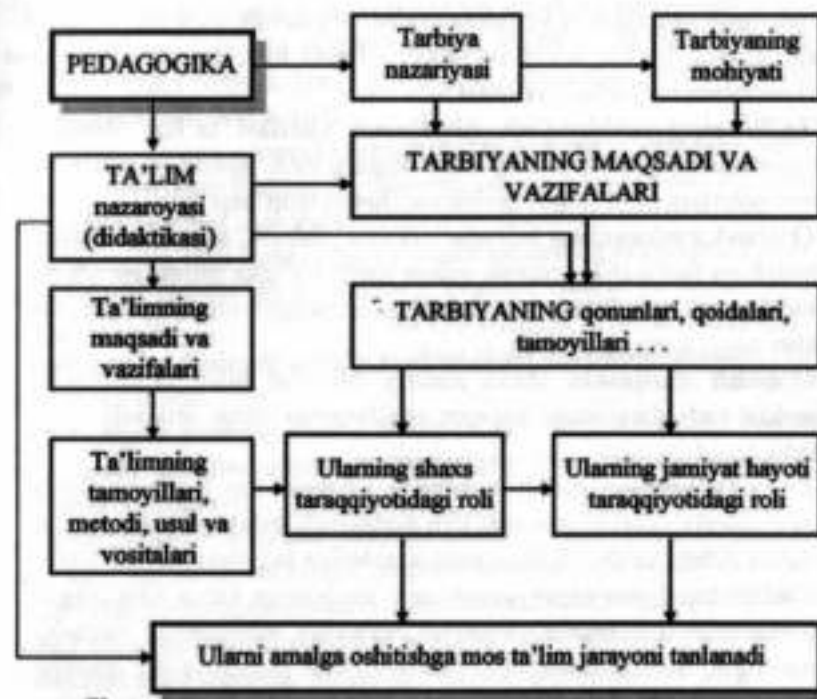 PEDAGOGIKA
Tarbiya
nazariyasi
Tarbiyaning
mohiyati
TA'LIM
nazaroyasi
(didaktikasi)
TARBIYANING MAQSADI VA
VAZIFALARI
Ta'limning
maqsadi va
vazifalari
TARBIYANING qonunlari, qoidalari,
tamoyillari . . .
Ta'limning
tamoyillari,
metodi, usul va
vositalari
Ularning shaxs
taraqqiyotidagi roli
Ularning jamiyat hayoti
taraqqiyotidagi roli
Ularni amalga oshitishga mos ta'lim jarayoni tanlanadi